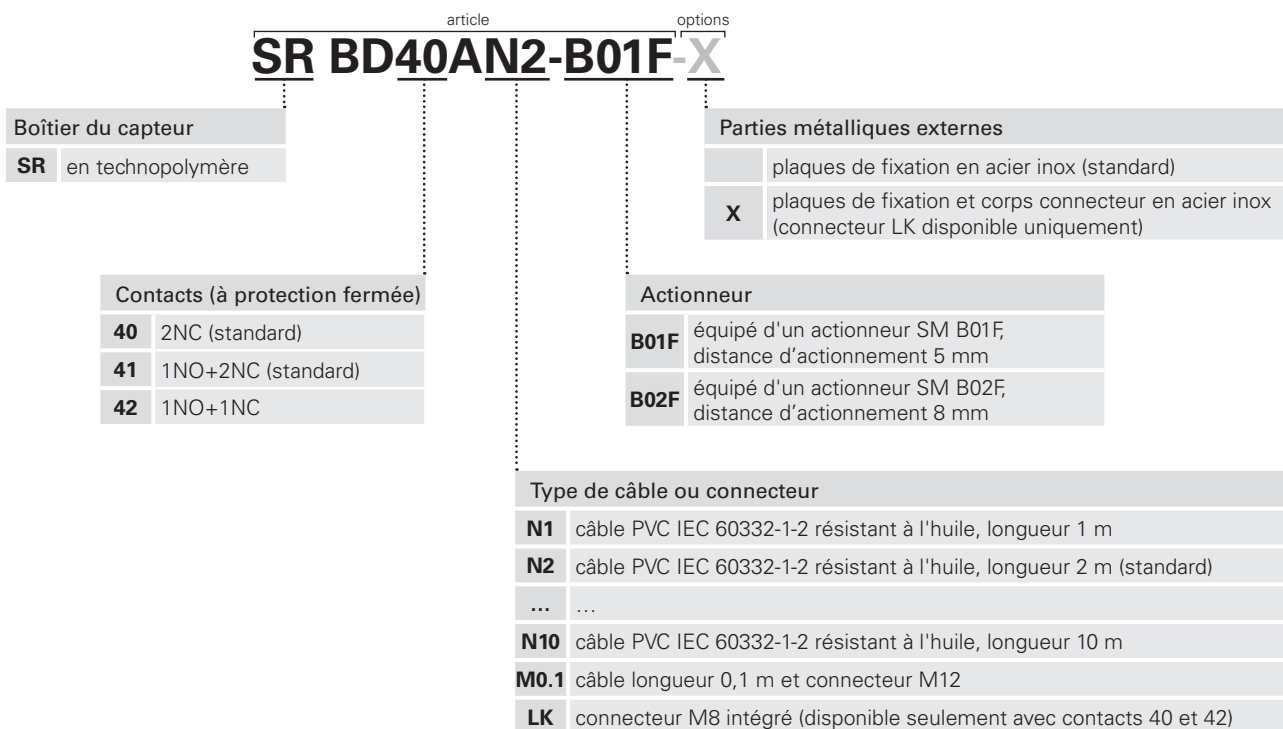 article
options
SR BD40AN2-B01F-X
Boîtier du capteur
SR en technopolymère
Parties métalliques externes
plaques de fixation en acier inox (standard)
X plaques de fixation et corps connecteur en acier inox
(connecteur LK disponible uniquement)
Contacts (à protection fermée)
40 2NC (standard)
41 1NO+2NC (standard)
42 1NO+1NC
Actionneur
B01F équipé d'un actionneur SM B01F,
distance d’actionnement 5 mm
B02F équipé d'un actionneur SM B02F,
distance d’actionnement 8 mm
Type de câble ou connecteur
N1 câble PVC IEC 60332-1-2 résistant à l'huile, longueur 1 m
N2 câble PVC IEC 60332-1-2 résistant à l'huile, longueur 2 m (standard)
… …
N10 câble PVC IEC 60332-1-2 résistant à l'huile, longueur 10 m
M0.1 câble longueur 0,1 m et connecteur M12
LK connecteur M8 intégré (disponible seulement avec contacts 40 et 42)